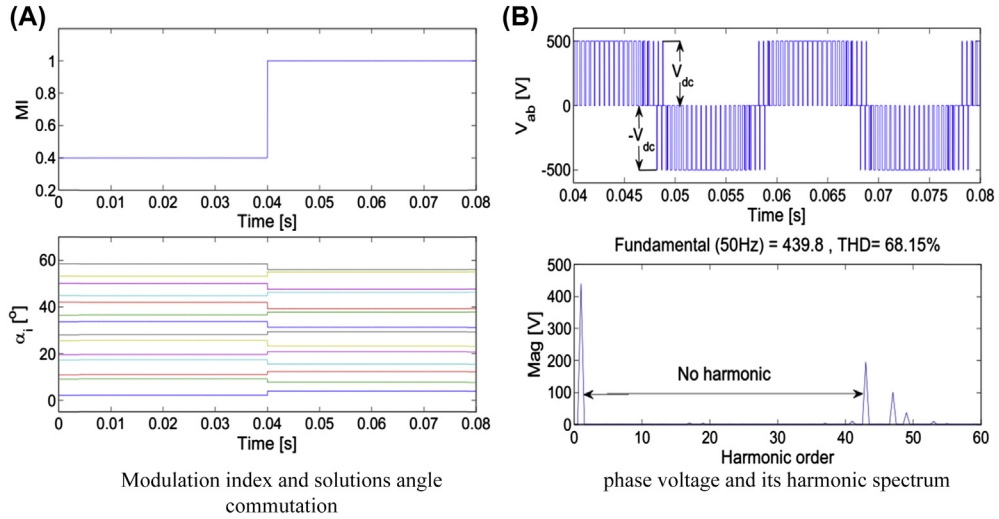 (A)
MI
1
0.8
0.6
0.4
0.2
0 0.01 0.02 0.03 0.04 0.05 0.06 0.07 0.08
Time [s]
α_i [°]
60
40
20
0
0 0.01 0.02 0.03 0.04 0.05 0.06 0.07 0.08
Time [s]
Modulation index and solutions angle
commutation
(B)
V_ab [V]
500
0
-500
V_dc
-V_dc
0.04 0.045 0.05 0.055 0.06 0.065 0.07 0.075 0.08
Time [s]
Fundamental (50Hz) = 439.8 , THD= 68.15%
Mag [V]
500
400
300
200
100
0
No harmonic
0 10 20 30 40 50 60
Harmonic order
phase voltage and its harmonic spectrum